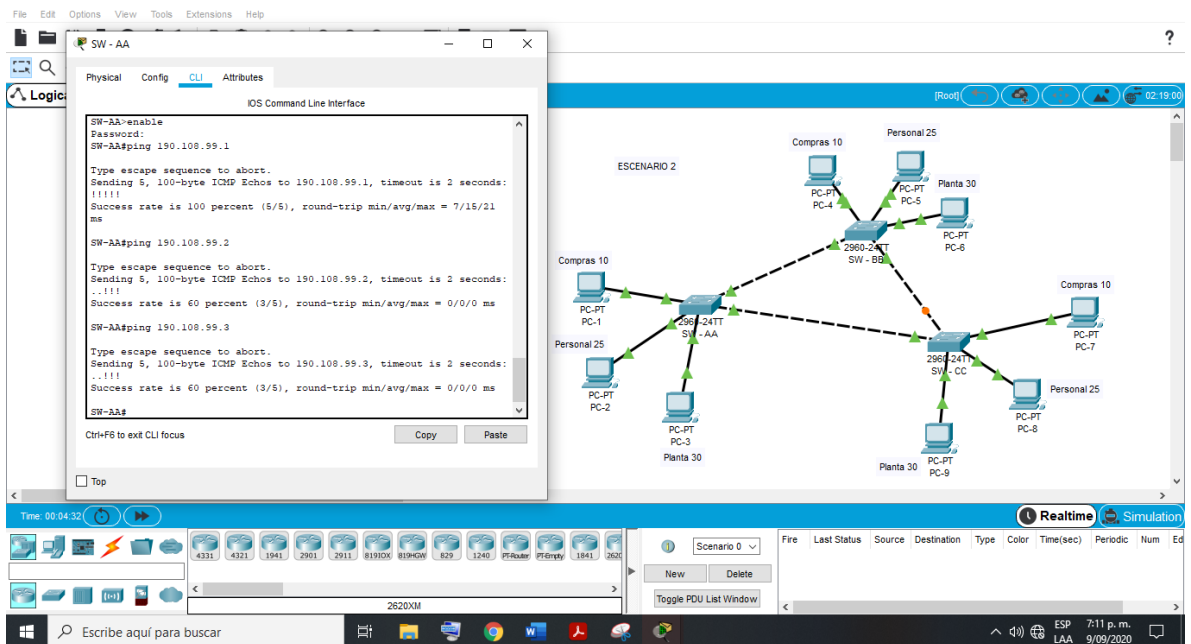 File Edit Options View Tools Extensions Help
?
SW - AA
Physical Config CLI Attributes
IOS Command Line Interface
SW-AA>enable
Password:
SW-AA#ping 190.108.99.1
Type escape sequence to abort.
Sending 5, 100-byte ICMP Echos to 190.108.99.1, timeout is 2 seconds:
!!!!!
Success rate is 100 percent (5/5), round-trip min/avg/max = 7/15/21
ms
SW-AA#ping 190.108.99.2
Type escape sequence to abort.
Sending 5, 100-byte ICMP Echos to 190.108.99.2, timeout is 2 seconds:
..!!!
Success rate is 60 percent (3/5), round-trip min/avg/max = 0/0/0 ms
SW-AA#ping 190.108.99.3
Type escape sequence to abort.
Sending 5, 100-byte ICMP Echos to 190.108.99.3, timeout is 2 seconds:
..!!!
Success rate is 60 percent (3/5), round-trip min/avg/max = 0/0/0 ms
SW-AA#
Ctrl+F6 to exit CLI focus
Copy Paste
Top
Logic
[Root]
02:19:00
ESCENARIO 2
Compras 10
Personal 25
Planta 30
PC-PT
PC-4
PC-PT
PC-5
PC-PT
PC-6
2960-24TT
SW - BB
Compras 10
PC-PT
PC-1
2960-24TT
SW - AA
Personal 25
PC-PT
PC-2
PC-PT
PC-3
Planta 30
Compras 10
PC-PT
PC-7
2960-24TT
SW - CC
Personal 25
PC-PT
PC-8
Planta 30
PC-PT
PC-9
Time: 00:04:32
Realtime Simulation
4331 4321 1941 2901 2911 819IOX 819HGW 829 1240 PT-Router PT-Empty 1841 2620
2620XM
Scenario 0
New Delete
Toggle PDU List Window
Fire Last Status Source Destination Type Color Time(sec) Periodic Num Ed
Escribe aquí para buscar
ESP
LAA
7:11 p. m.
9/09/2020